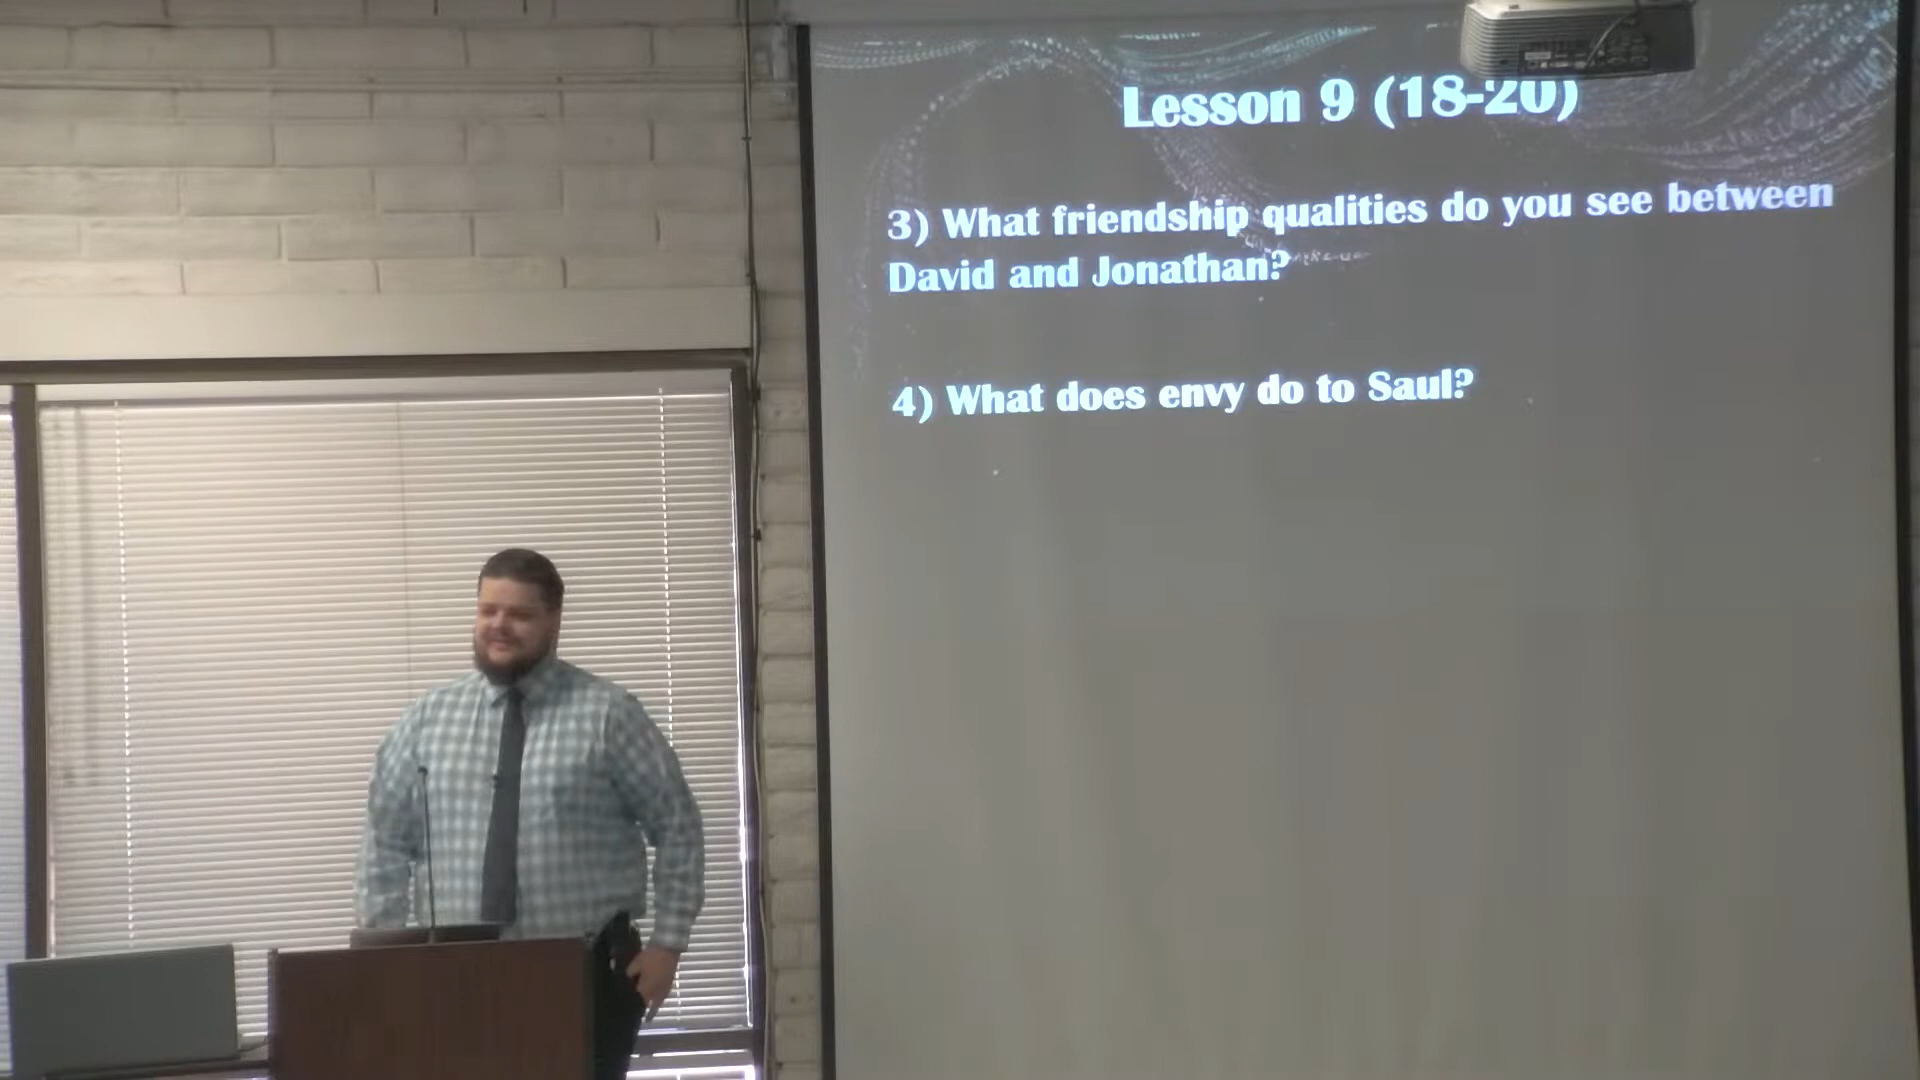 Lesson 9 (18-20)
3) What friendship qualities do you see between
David and Jonathan?
4) What does envy do to Saul?